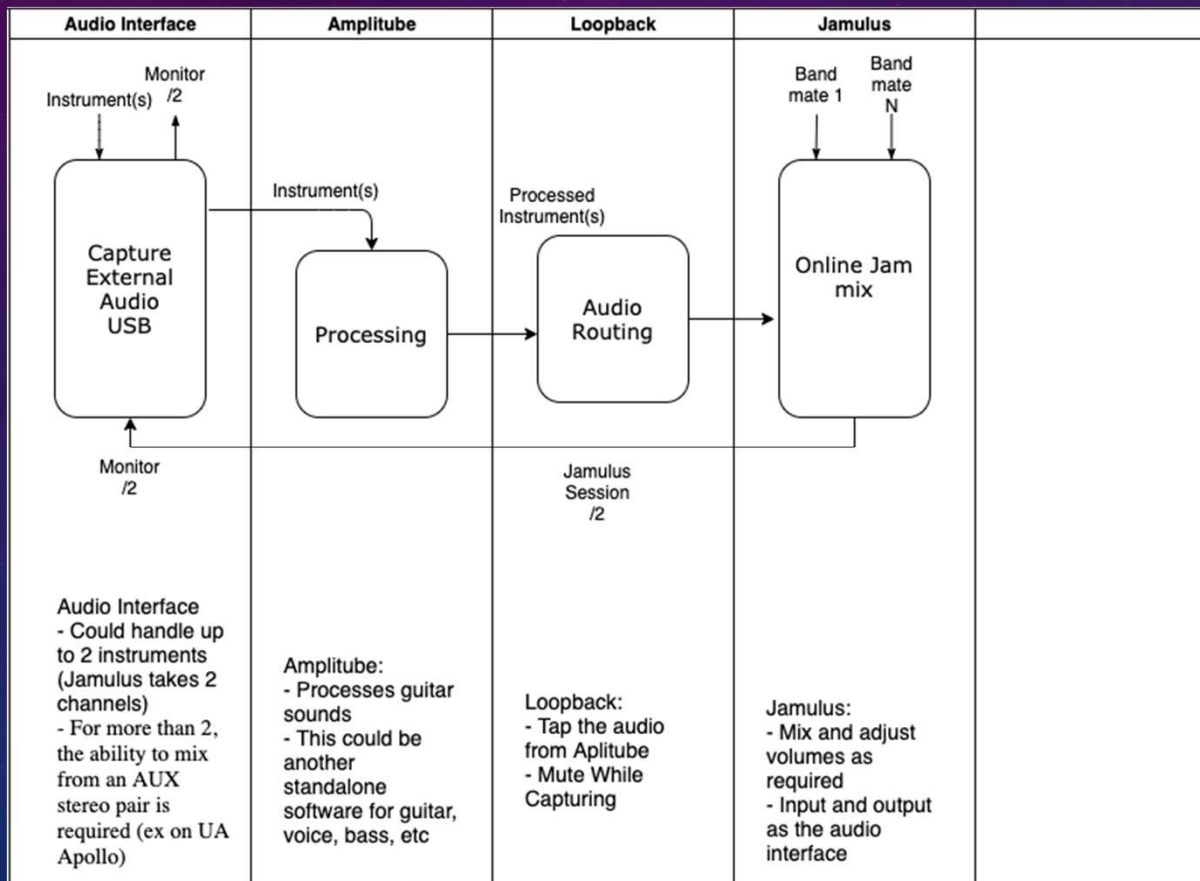 Audio Interface
Amplitube
Loopback
Jamulus
Monitor
/2
Instrument(s)
Band
mate 1
Band
mate
N
Instrument(s)
Processed
Instrument(s)
Capture
External
Audio
USB
Processing
Audio
Routing
Online Jam
mix
Monitor
/2
Jamulus
Session
/2
Audio Interface
- Could handle up
to 2 instruments
(Jamulus takes 2
channels)
- For more than 2,
the ability to mix
from an AUX
stereo pair is
required (ex on UA
Apollo)
Amplitube:
- Processes guitar
sounds
- This could be
another
standalone
software for guitar,
voice, bass, etc
Loopback:
- Tap the audio
from Aplitube
- Mute While
Capturing
Jamulus:
- Mix and adjust
volumes as
required
- Input and output
as the audio
interface